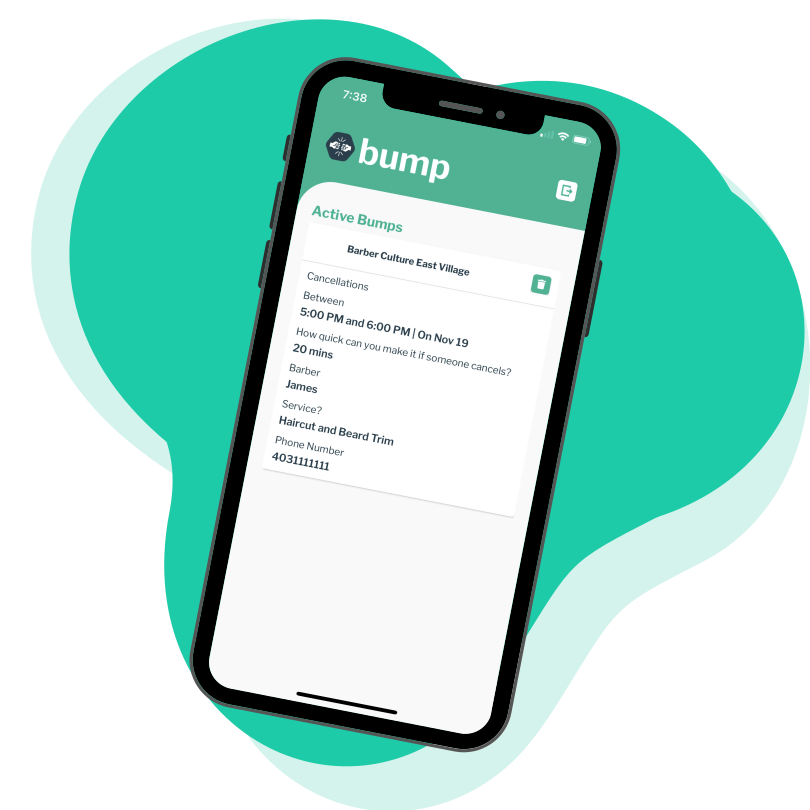 7:38
bump
Active Bumps
Barber Culture East Village
Cancellations
Between
5:00 PM and 6:00 PM | On Nov 19
How quick can you make it if someone cancels?
20 mins
Barber
James
Service?
Haircut and Beard Trim
Phone Number
4031111111